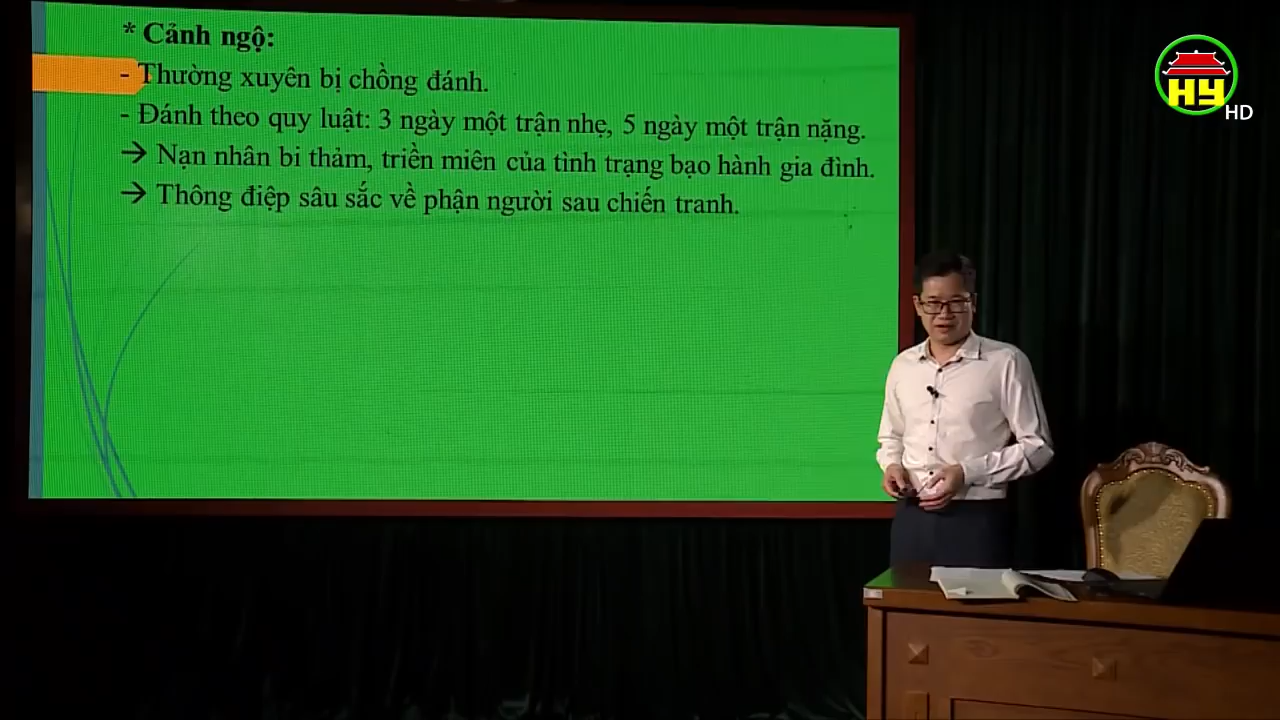 * Cảnh ngộ:
- Thường xuyên bị chồng đánh.
- Đánh theo quy luật: 3 ngày một trận nhẹ, 5 ngày một trận nặng.
→ Nạn nhân bi thảm, triền miên của tình trạng bạo hành gia đình.
→ Thông điệp sâu sắc về phận người sau chiến tranh.
HY
HD